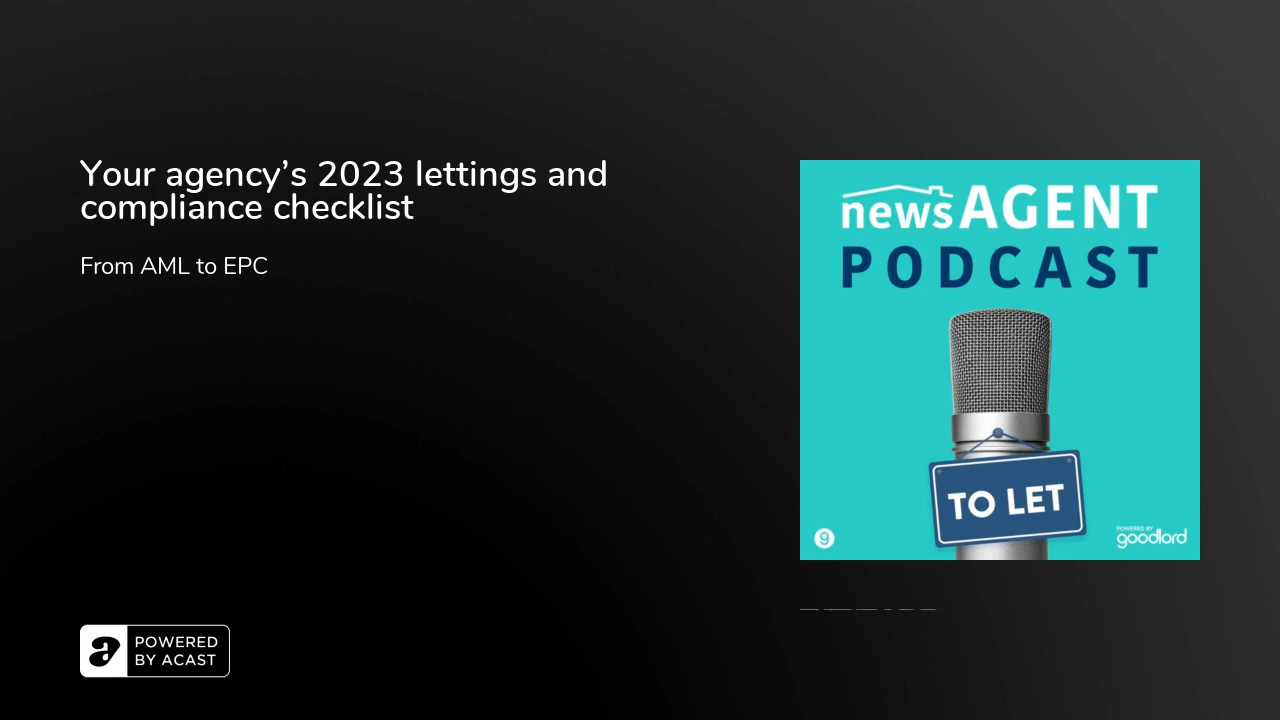 Your agency’s 2023 lettings and
compliance checklist
From AML to EPC
newsAGENT
PODCAST
TO LET
9
POWERED BY
goodlord
a
POWERED
BY ACAST